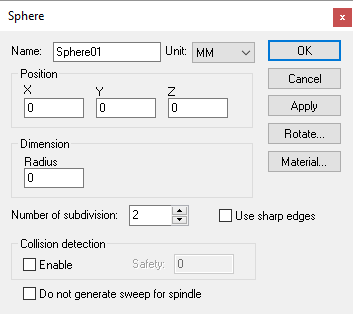 Sphere
x
Name: Sphere01 Unit: MM OK
Position Cancel
X Y Z
0 0 0 Apply
Rotate...
Dimension
Radius Material...
0
Number of subdivision: 2 Use sharp edges
Collision detection
Enable Safety: 0
Do not generate sweep for spindle